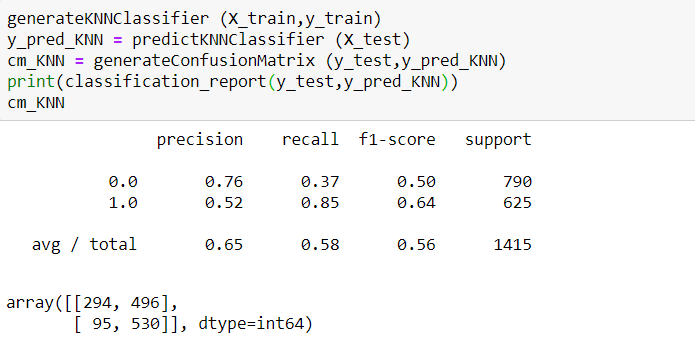 generateKNNClassifier (X_train,y_train)
y_pred_KNN = predictKNNClassifier (X_test)
cm_KNN = generateConfusionMatrix (y_test,y_pred_KNN)
print(classification_report(y_test,y_pred_KNN))
cm_KNN
precision recall f1-score support
0.0 0.76 0.37 0.50 790
1.0 0.52 0.85 0.64 625
avg / total 0.65 0.58 0.56 1415
array([[294, 496],
[ 95, 530]], dtype=int64)